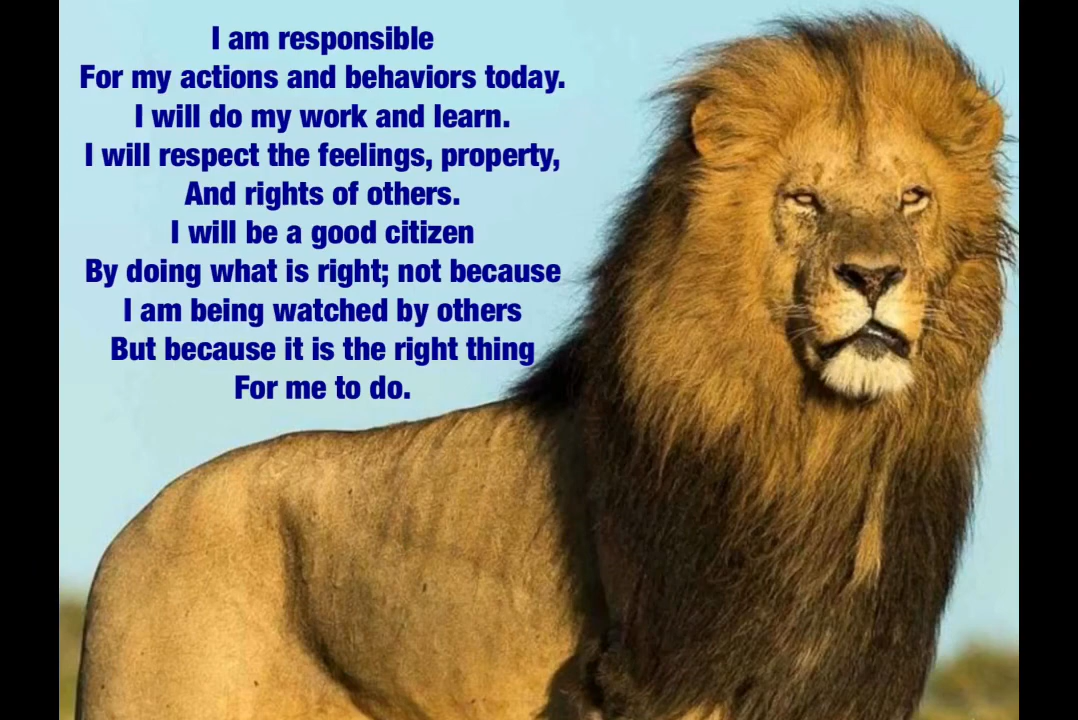 I am responsible
For my actions and behaviors today.
I will do my work and learn.
I will respect the feelings, property,
And rights of others.
I will be a good citizen
By doing what is right; not because
I am being watched by others
But because it is the right thing
For me to do.